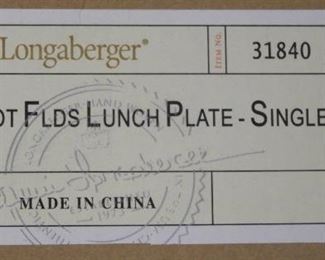 Longaberger®
ITEM NO.
31840
OT FLDS LUNCH PLATE - SINGLE
MADE IN CHINA